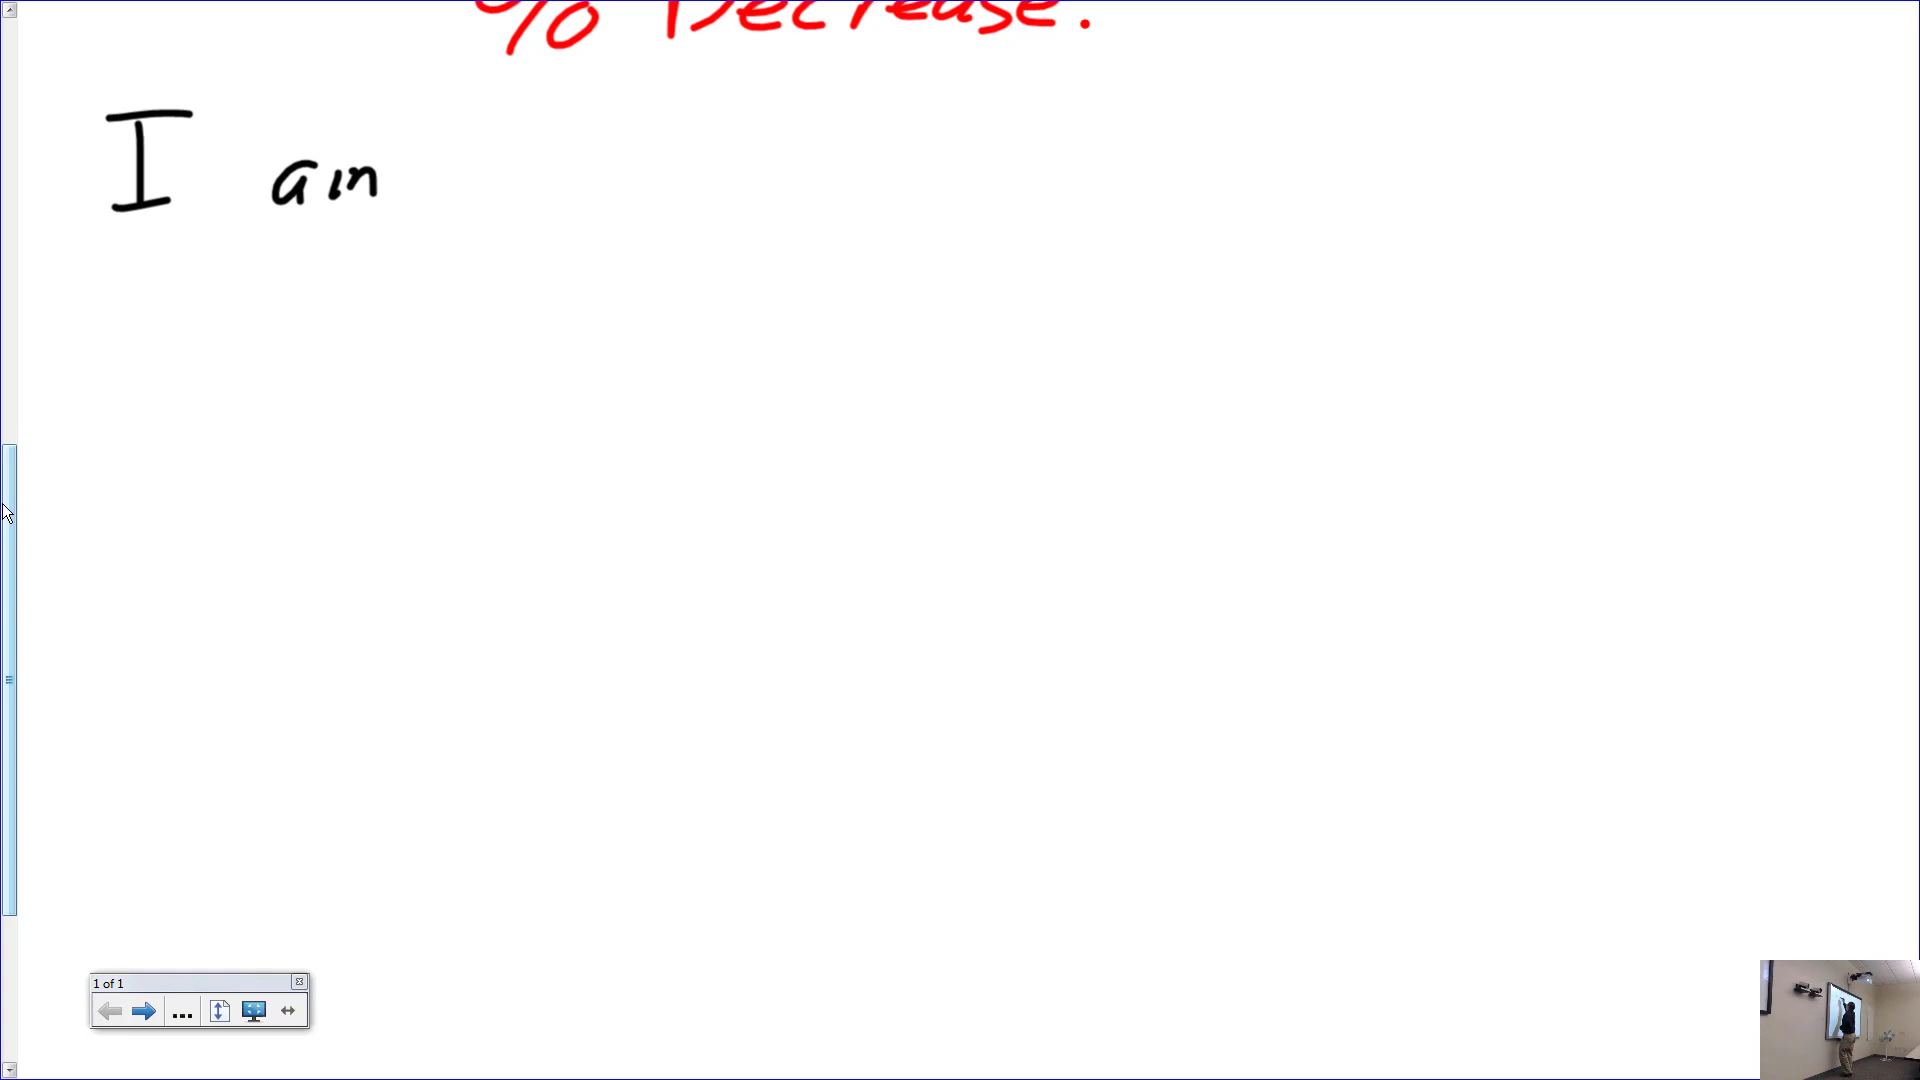 % Decrease.
I am
1 of 1